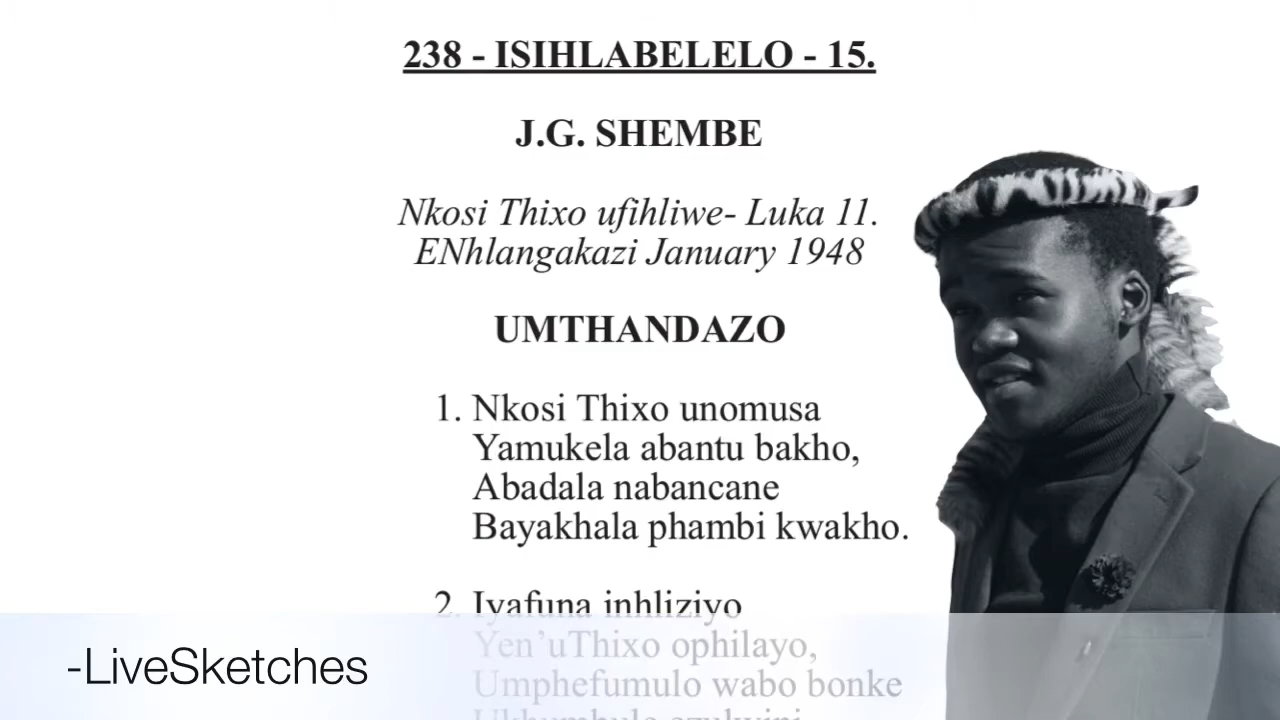 238 - ISIHLABELELO - 15.
J.G. SHEMBE
Nkosi Thixo ufihliwe- Luka 11.
ENhlangakazi January 1948
UMTHANDAZO
1. Nkosi Thixo unomusa
Yamukela abantu bakho,
Abadala nabancane
Bayakhala phambi kwakho.
2. Iyafuna inhliziyo
Yen’uThixo ophilayo,
Umphefumulo wabo bonke
-LiveSketches